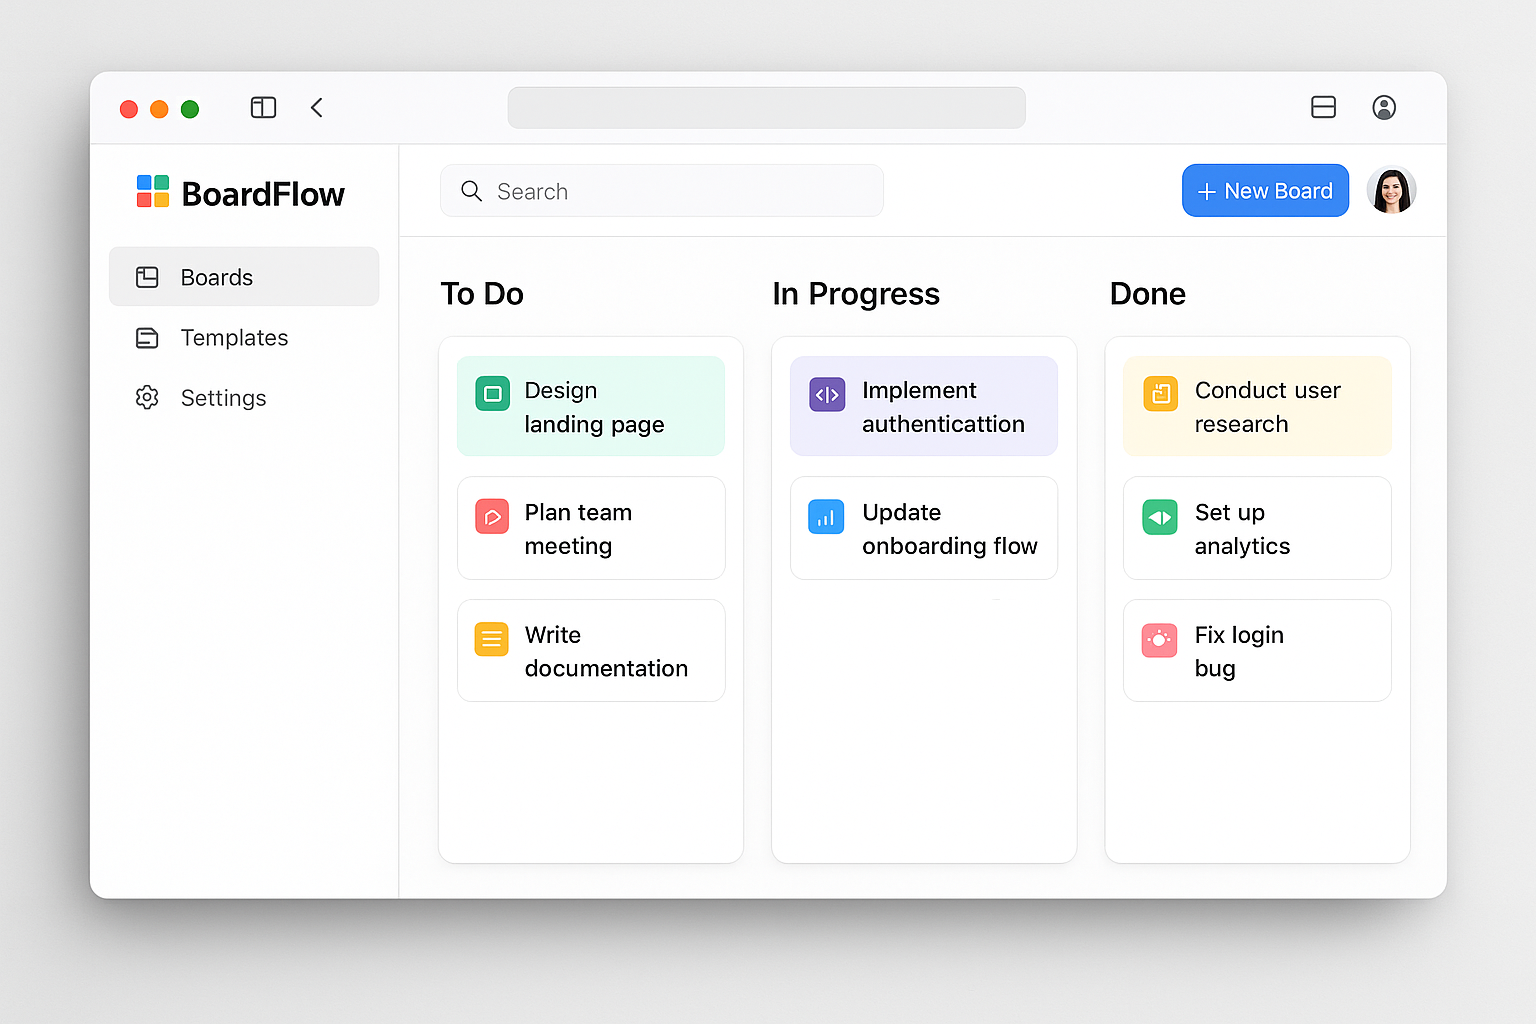 BoardFlow
Boards
Templates
Settings
Search
+ New Board
To Do
Design
landing page
Plan team
meeting
Write
documentation
In Progress
Implement
authenticattion
Update
onboarding flow
Done
Conduct user
research
Set up
analytics
Fix login
bug